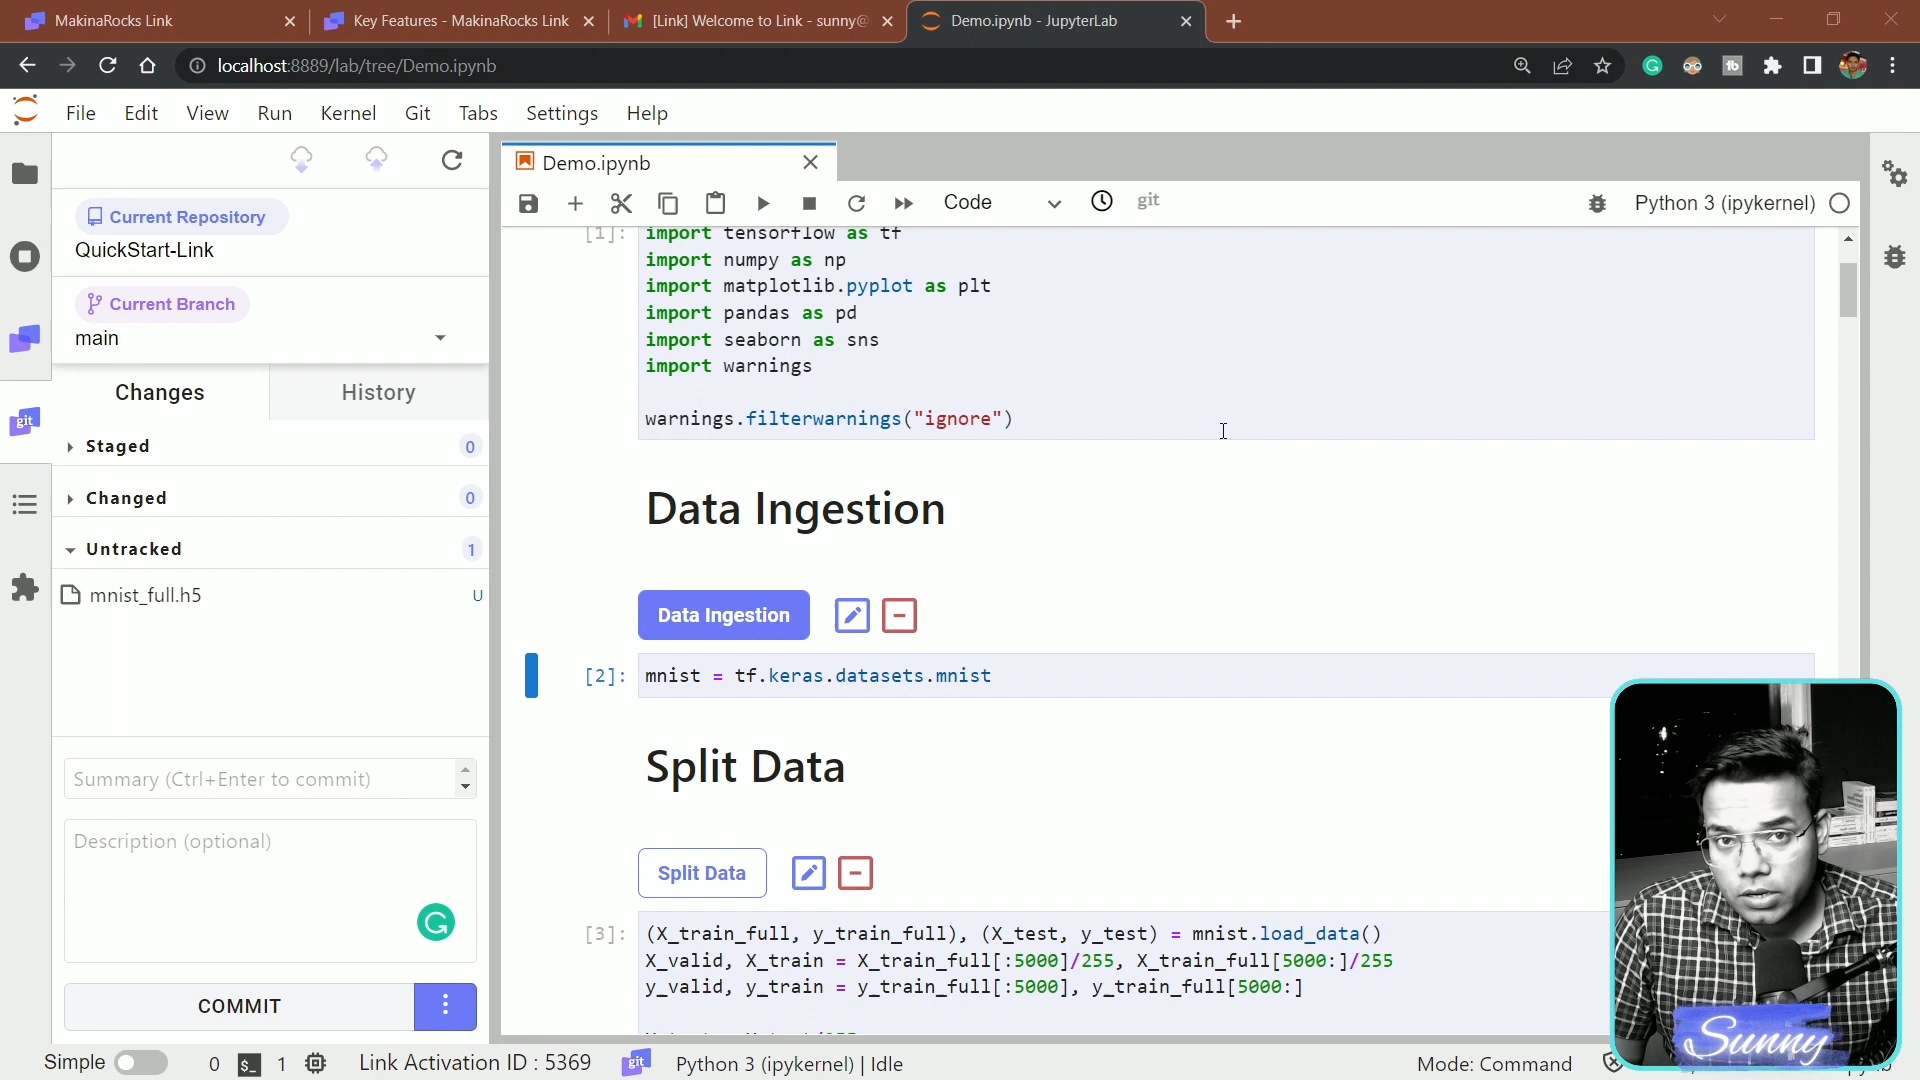 MakinaRocks Link
Key Features - MakinaRocks Link
[Link] Welcome to Link - sunny@
Demo.ipynb - JupyterLab
localhost:8889/lab/tree/Demo.ipynb
File Edit View Run Kernel Git Tabs Settings Help
Current Repository
QuickStart-Link
Current Branch
main
Changes
History
Staged 0
Changed 0
Untracked 1
mnist_full.h5 U
Summary (Ctrl+Enter to commit)
Description (optional)
COMMIT
Demo.ipynb
Code
git
Python 3 (ipykernel)
[1]: import tensorflow as tf
import numpy as np
import matplotlib.pyplot as plt
import pandas as pd
import seaborn as sns
import warnings
warnings.filterwarnings("ignore")
Data Ingestion
Data Ingestion
[2]: mnist = tf.keras.datasets.mnist
Split Data
Split Data
[3]: (X_train_full, y_train_full), (X_test, y_test) = mnist.load_data()
X_valid, X_train = X_train_full[:5000]/255, X_train_full[5000:]/255
y_valid, y_train = y_train_full[:5000], y_train_full[5000:]
Simple 0 1 Link Activation ID : 5369 git Python 3 (ipykernel) | Idle Mode: Command
Sunny